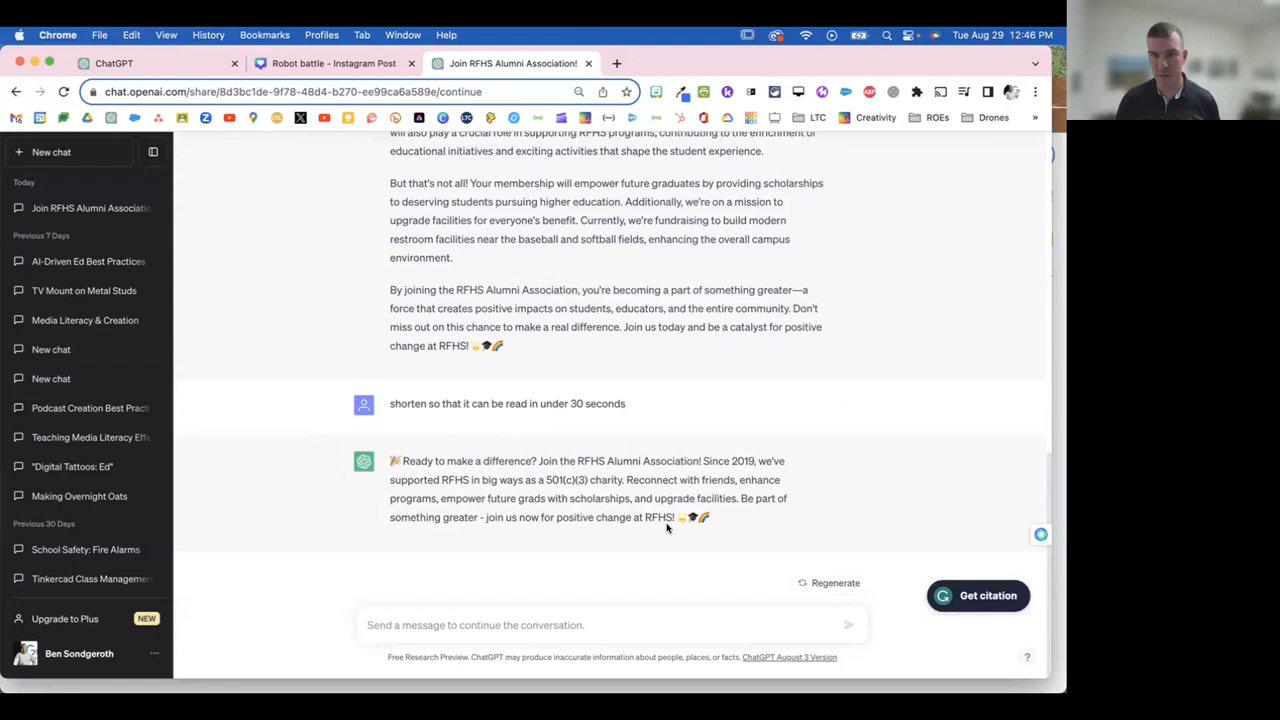 Chrome File Edit View History Bookmarks Profiles Tab Window Help Tue Aug 29 12:46 PM
ChatGPT Robot battle - Instagram Post Join RFHS Alumni Association!
chat.openai.com/share/8d3bc1de-9f78-48d4-b270-ee99ca6a589e/continue
LTC Creativity ROEs Drones »
New chat
Today
Join RFHS Alumni Associatio
Previous 7 Days
AI-Driven Ed Best Practices
TV Mount on Metal Studs
Media Literacy & Creation
New chat
New chat
Podcast Creation Best Practi
Teaching Media Literacy Effe
"Digital Tattoos: Ed"
Making Overnight Oats
Previous 30 Days
School Safety: Fire Alarms
Tinkercad Class Managemen
Upgrade to Plus NEW
Ben Sondgeroth
will also play a crucial role in supporting RFHS programs, contributing to the enrichment of
educational initiatives and exciting activities that shape the student experience.
But that's not all! Your membership will empower future graduates by providing scholarships
to deserving students pursuing higher education. Additionally, we're on a mission to
upgrade facilities for everyone's benefit. Currently, we're fundraising to build modern
restroom facilities near the baseball and softball fields, enhancing the overall campus
environment.
By joining the RFHS Alumni Association, you're becoming a part of something greater—a
force that creates positive impacts on students, educators, and the entire community. Don't
miss out on this chance to make a real difference. Join us today and be a catalyst for positive
change at RFHS! 🌟🎓🌈
shorten so that it can be read in under 30 seconds
🎉 Ready to make a difference? Join the RFHS Alumni Association! Since 2019, we've
supported RFHS in big ways as a 501(c)(3) charity. Reconnect with friends, enhance
programs, empower future grads with scholarships, and upgrade facilities. Be part of
something greater - join us now for positive change at RFHS! 🌟🎓🌈
Regenerate
Get citation
Send a message to continue the conversation.
Free Research Preview. ChatGPT may produce inaccurate information about people, places, or facts. ChatGPT August 3 Version
?